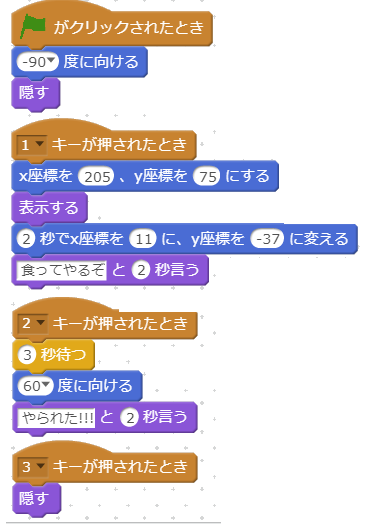 がクリックされたとき
-90 度に向ける
隠す
1 キーが押されたとき
x座標を 205 、y座標を 75 にする
表示する
2 秒でx座標を 11 に、y座標を -37 に変える
食ってやるぞ と 2 秒言う
2 キーが押されたとき
3 秒待つ
60 度に向ける
やられた!!! と 2 秒言う
3 キーが押されたとき
隠す